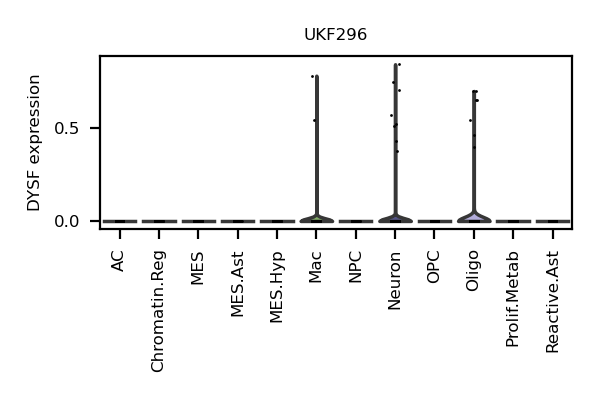 UKF296
DYSF expression
0.5
0.0
AC
Chromatin.Reg
MES
MES.Ast
MES.Hyp
Mac
NPC
Neuron
OPC
Oligo
Prolif.Metab
Reactive.Ast